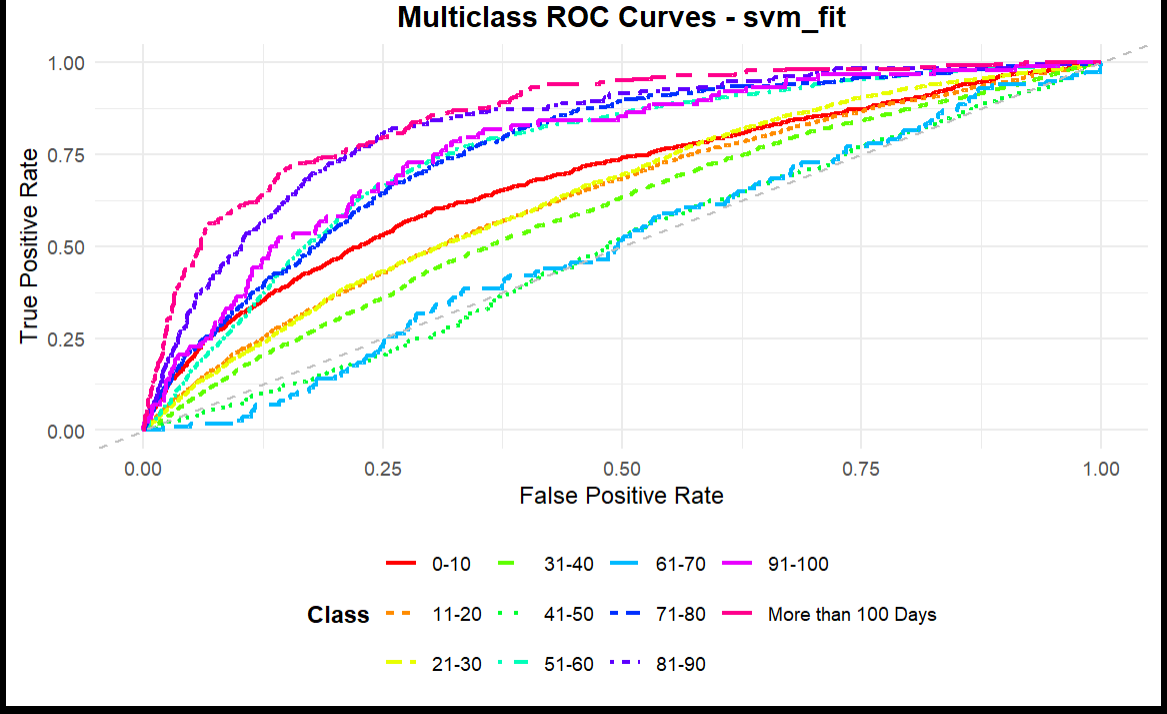 Multiclass ROC Curves - svm_fit
True Positive Rate
1.00
0.75
0.50
0.25
0.00
0.00 0.25 0.50 0.75 1.00
False Positive Rate
Class
0-10 31-40 61-70 91-100
11-20 41-50 71-80 More than 100 Days
21-30 51-60 81-90